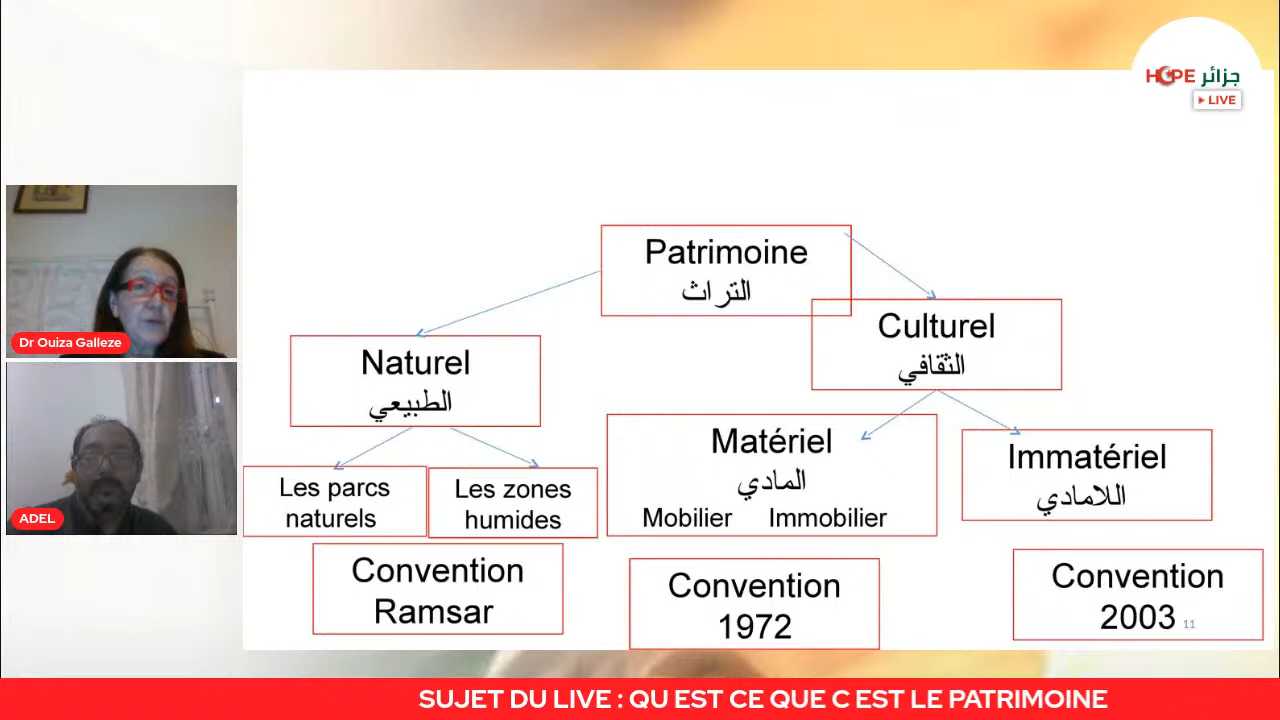 HOPE جزائر
LIVE
Patrimoine
التراث
Culturel
الثقافي
Naturel
الطبيعي
Matériel
المادي
Mobilier Immobilier
Immatériel
اللامادي
Les parcs
naturels
Les zones
humides
Convention
Ramsar
Convention
1972
Convention
2003
11
Dr Ouiza Galleze
ADEL
SUJET DU LIVE : QU EST CE QUE C EST LE PATRIMOINE